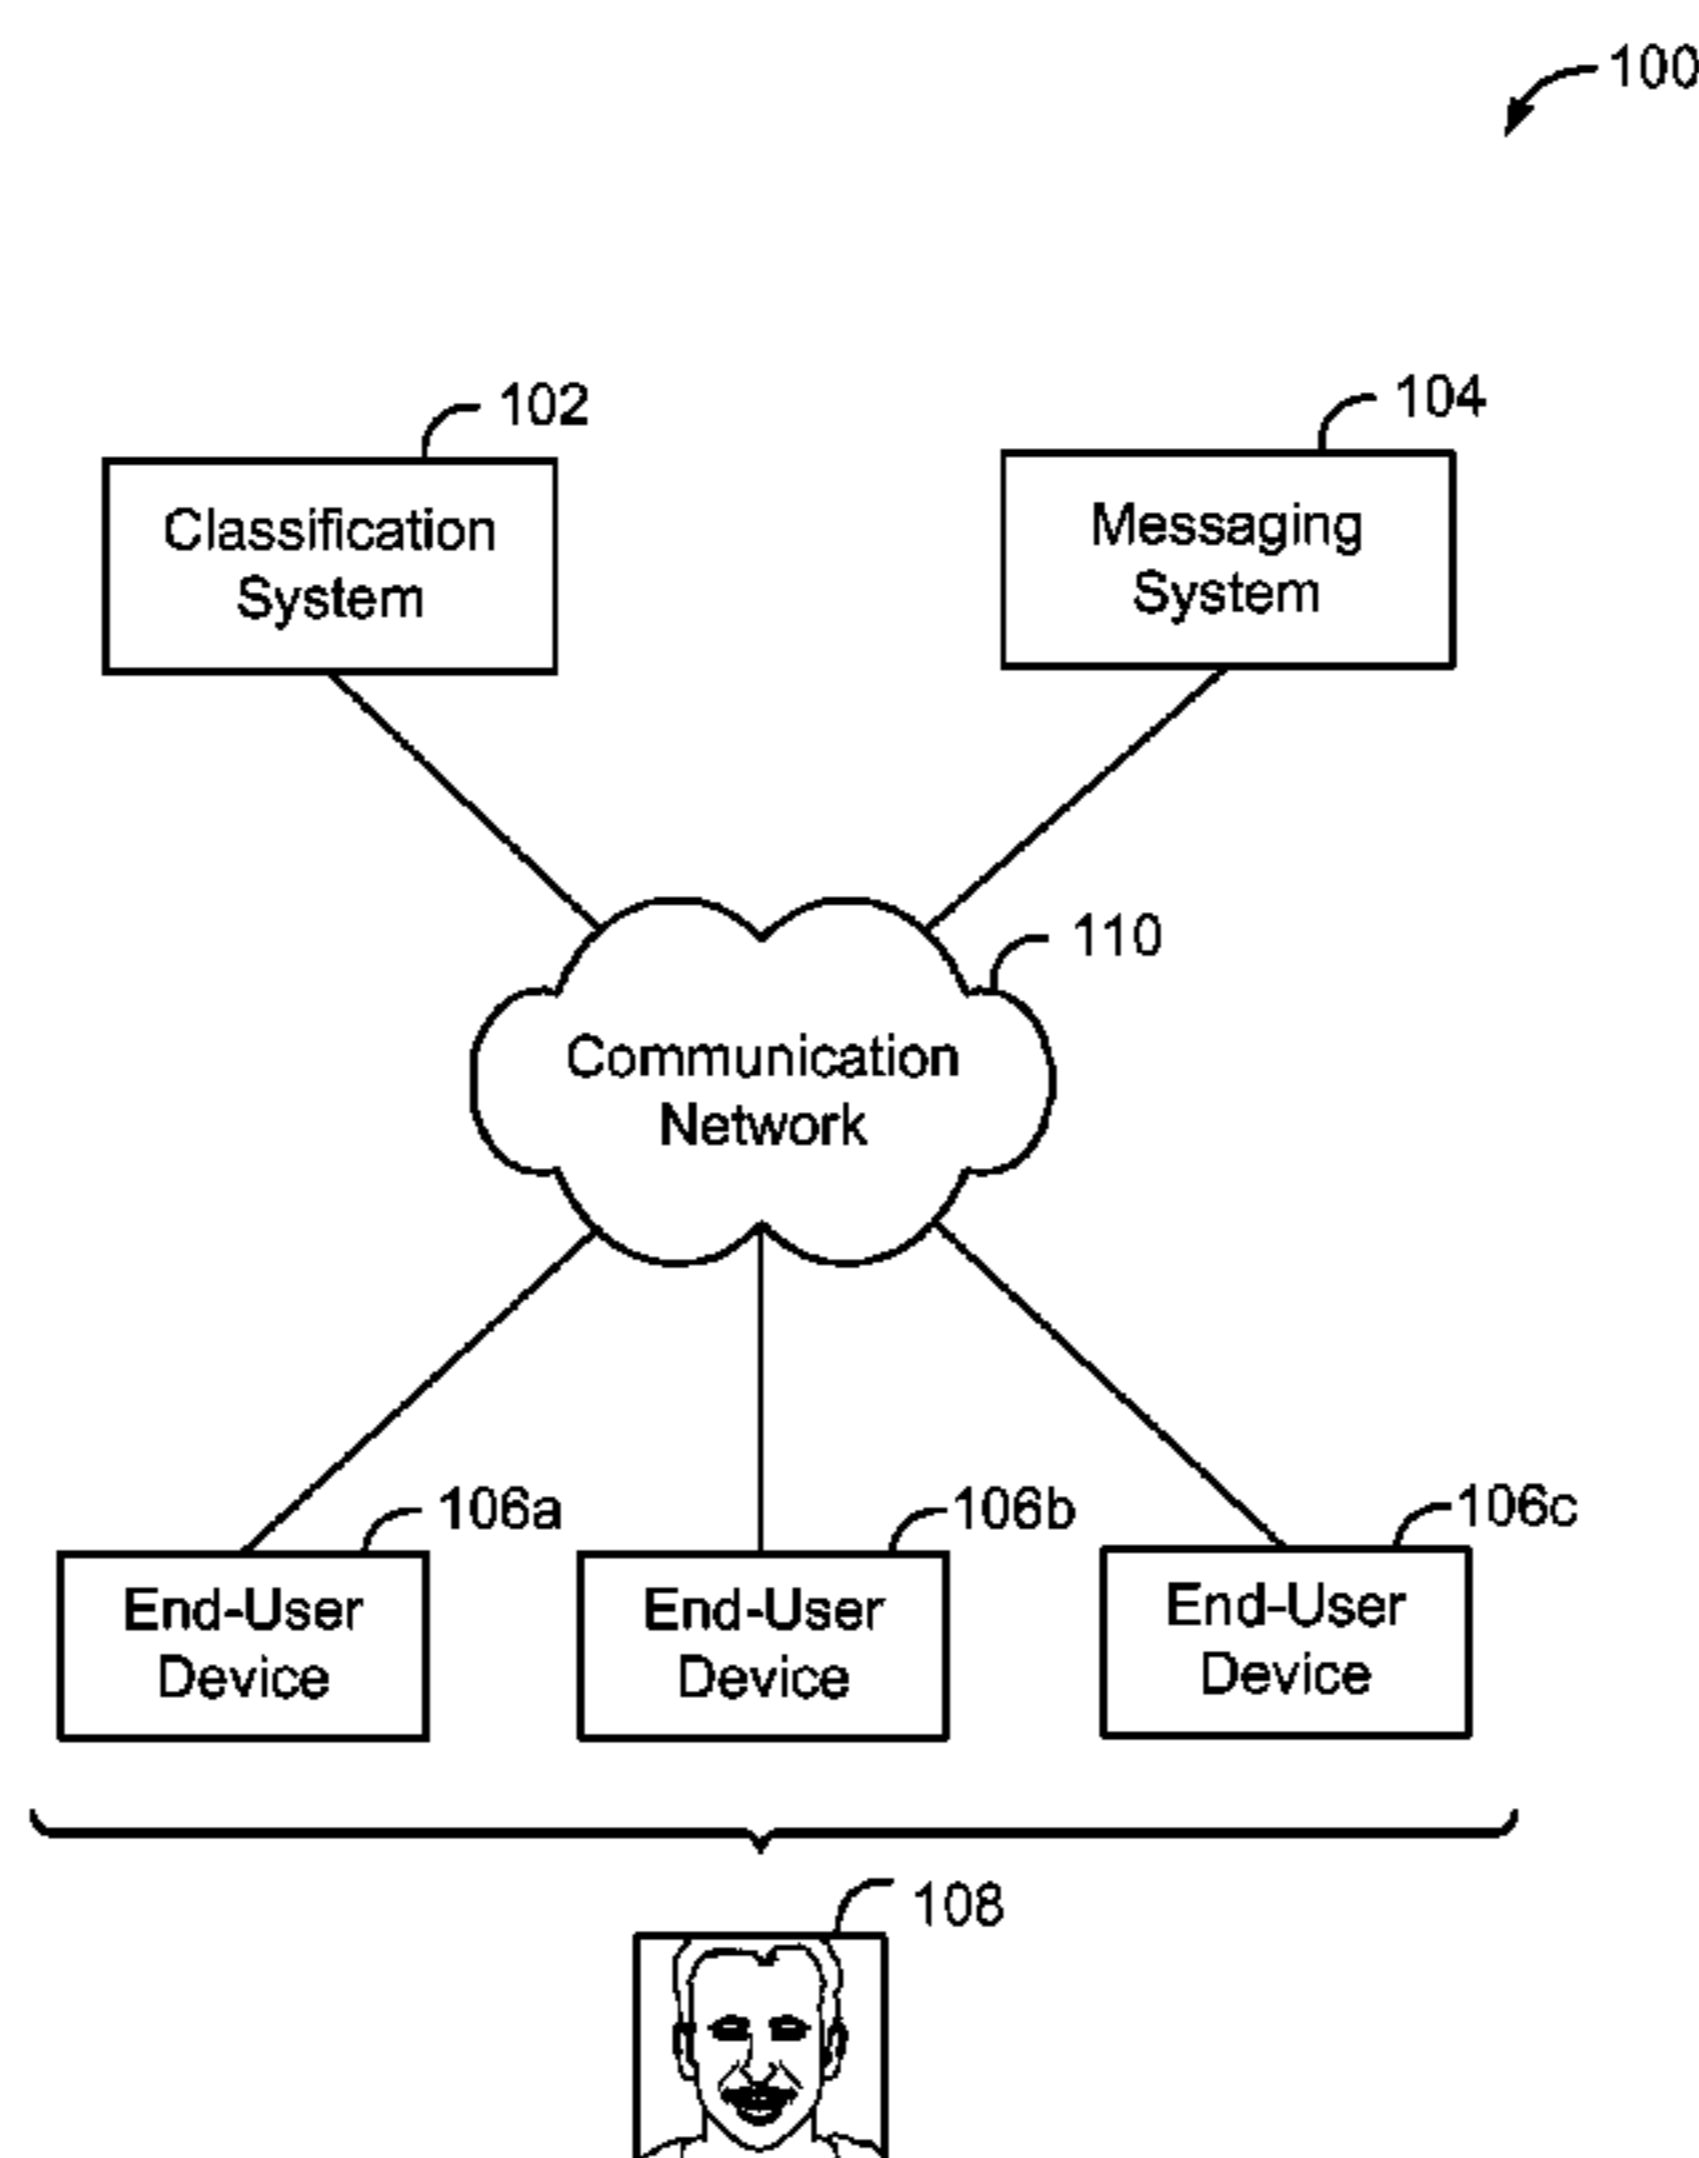 100
102
104
Classification
System
Messaging
System
110
Communication
Network
106a
106b
106c
End-User
Device
End-User
Device
End-User
Device
108